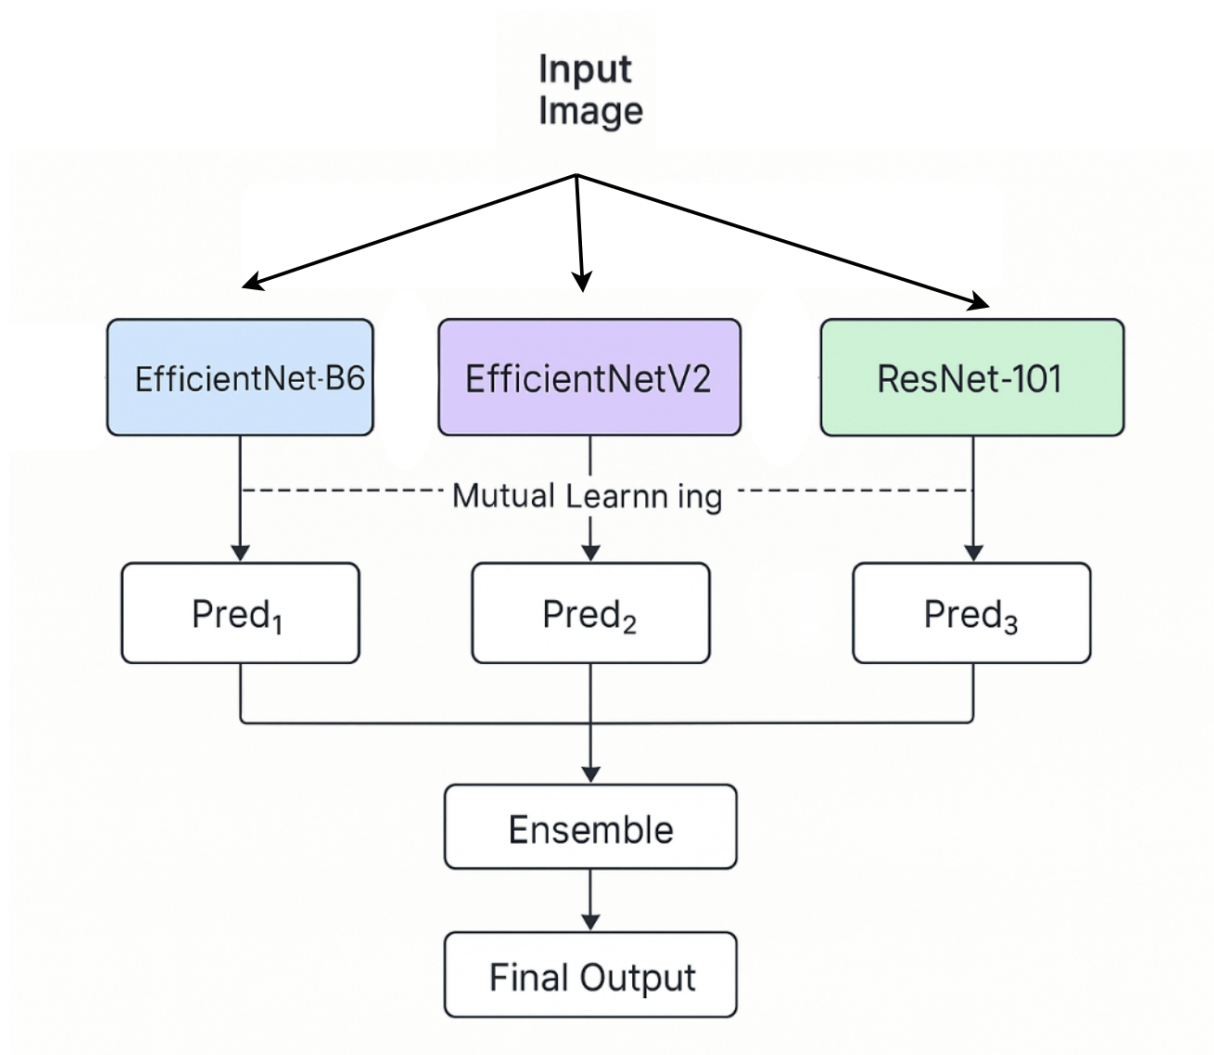 Input
Image
EfficientNet-B6
EfficientNetV2
ResNet-101
Mutual Learnn ing
Pred₁
Pred₂
Pred₃
Ensemble
Final Output